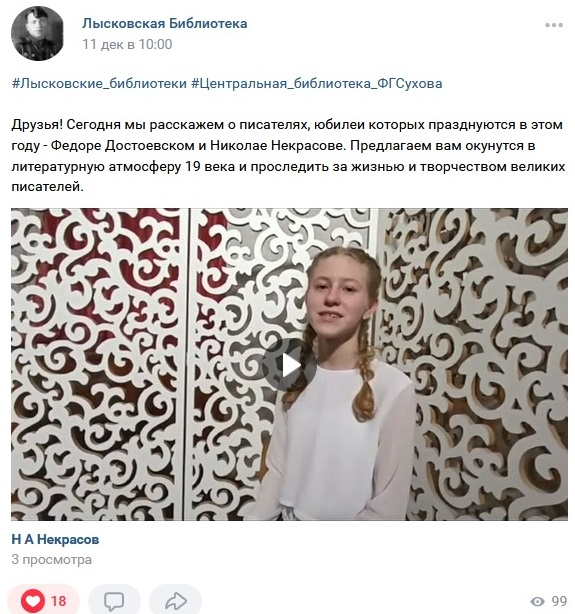 Лысковская Библиотека
11 дек в 10:00
#Лысковские_библиотеки #Центральная_библиотека_ФГСухова
Друзья! Сегодня мы расскажем о писателях, юбилеи которых празднуются в этом
году - Федоре Достоевском и Николае Некрасове. Предлагаем вам окунутся в
литературную атмосферу 19 века и проследить за жизнью и творчеством великих
писателей.
Н А Некрасов
3 просмотра
18
99